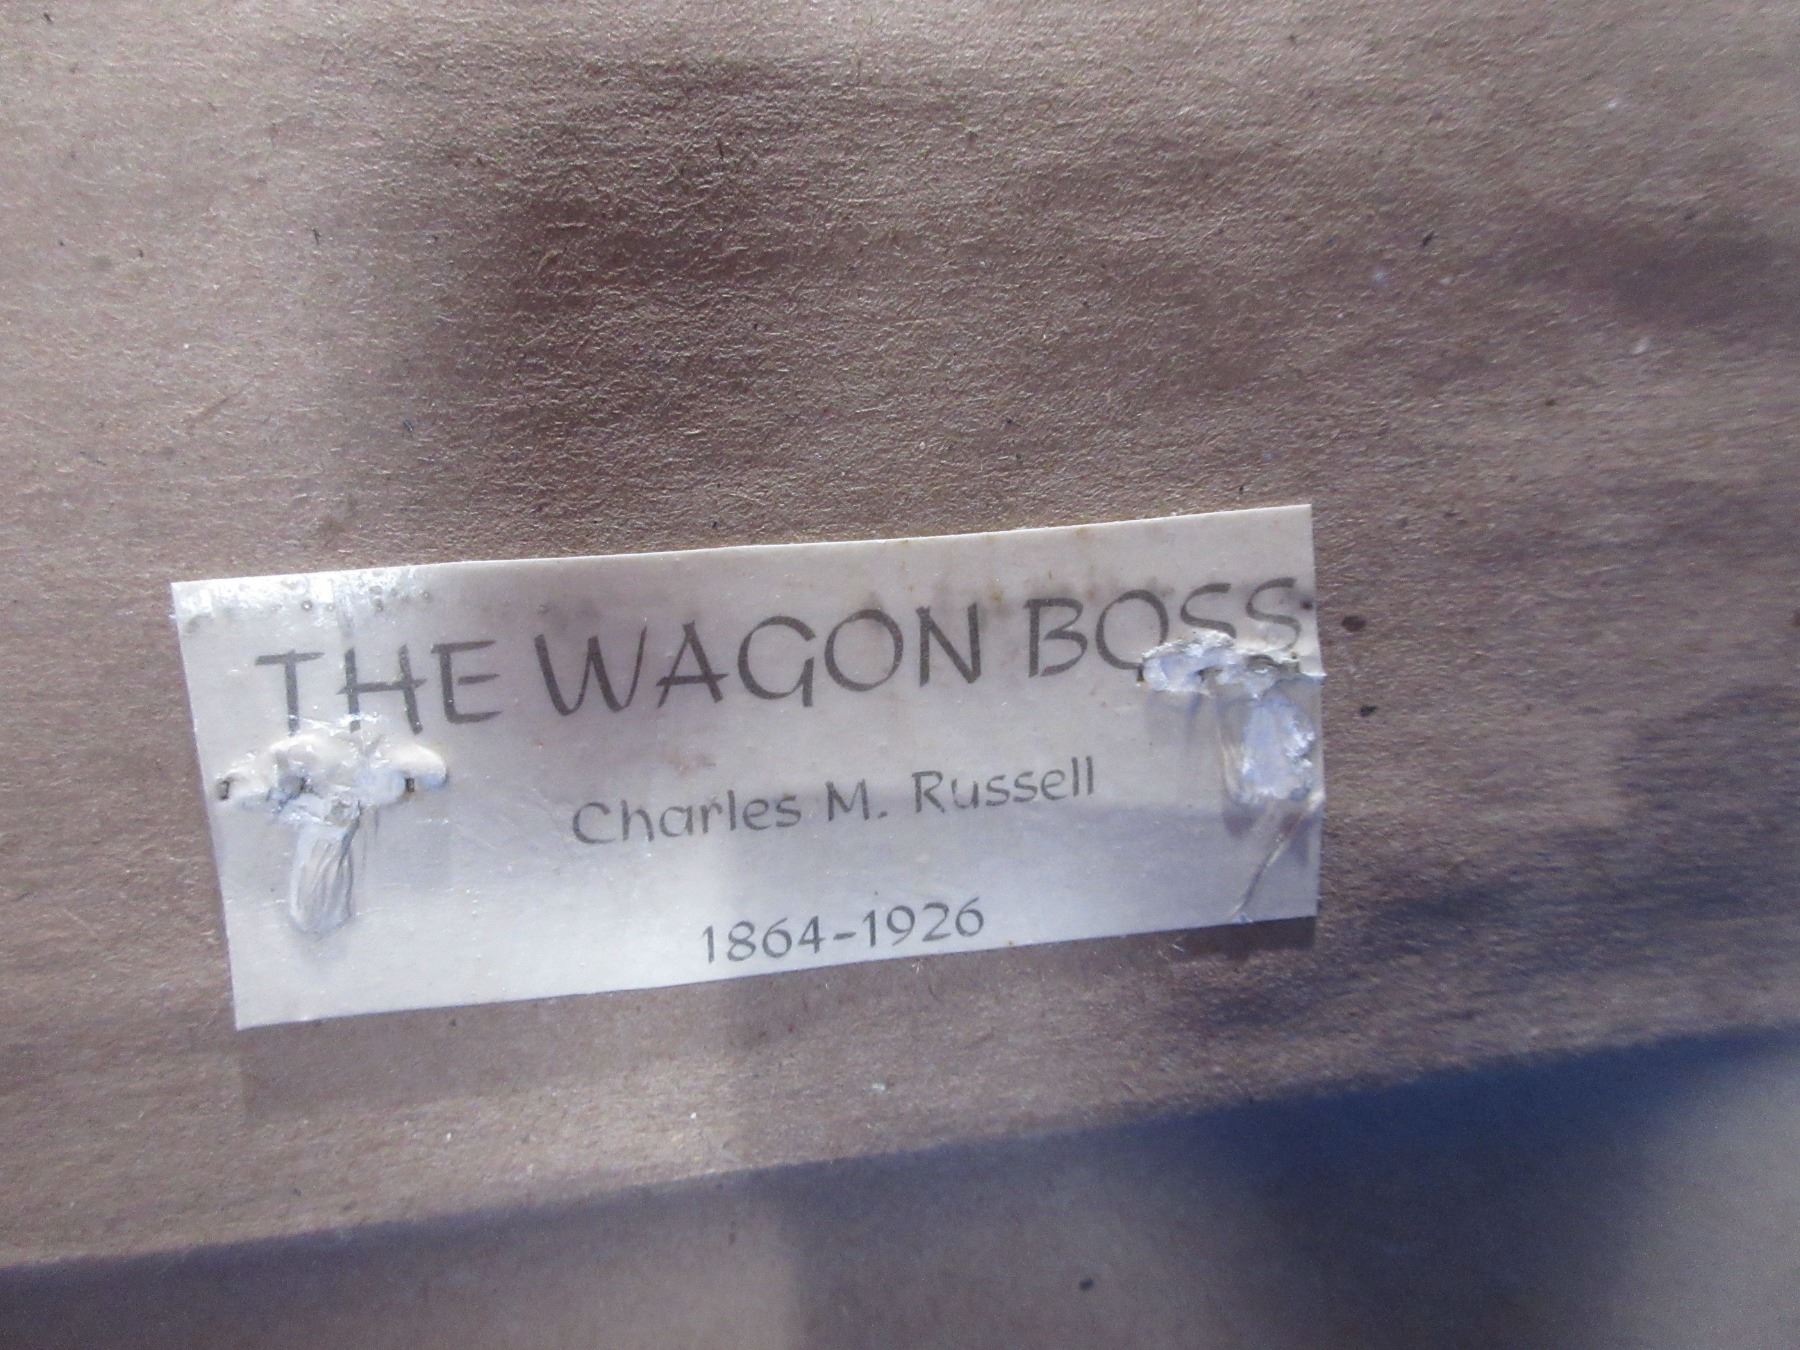 THE WAGON BOSS
Charles M. Russell
1864-1926